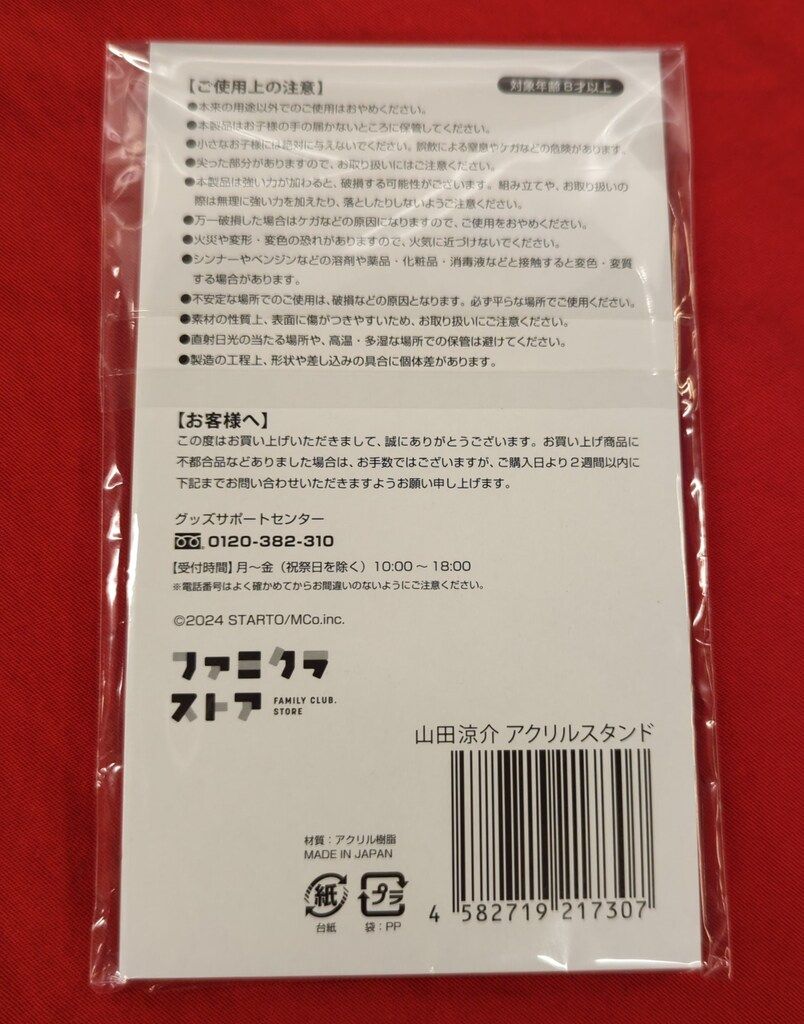 【ご使用上の注意】
対象年齢8才以上
●本来の用途以外でのご使用はおやめください。
●本製品はお子様の手の届かないところに保管してください。
●小さなお子様には絶対に与えないでください。誤飲による窒息やケガなどの危険があります。
●尖った部分がありますので、お取り扱いにはご注意ください。
●本製品は強い力が加わると、破損する可能性がございます。組み立てや、お取り扱いの
際は無理に強い力を加えたり、落としたりしないようご注意ください。
●万一破損した場合はケガなどの原因になりますので、ご使用をおやめください。
●火災や変形・変色の恐れがありますので、火気に近づけないでください。
●シンナーやベンジンなどの溶剤や薬品・化粧品・消毒液などと接触すると変色・変質
する場合があります。
●不安定な場所でのご使用は、破損などの原因となります。必ず平らな場所でご使用ください。
●素材の性質上、表面に傷がつきやすいため、お取り扱いにご注意ください。
●直射日光の当たる場所や、高温・多湿な場所での保管は避けてください。
●製造の工程上、形状や差し込みの具合に個体差があります。
【お客様へ】
この度はお買い上げいただきまして、誠にありがとうございます。お買い上げ商品に
不都合品などありました場合は、お手数ではございますが、ご購入日より2週間以内に
下記までお問い合わせいただきますようお願い申し上げます。
グッズサポートセンター
0120-382-310
【受付時間】月～金（祝祭日を除く）10:00～18:00
※電話番号はよく確かめてからお間違いのないようにご注意ください。
©2024 STARTO/MCo.inc.
ファミクラ
ストア
FAMILY CLUB.
STORE
山田涼介 アクリルスタンド
材質：アクリル樹脂
MADE IN JAPAN
紙 プラ
台紙 袋：PP
4 582719 217307